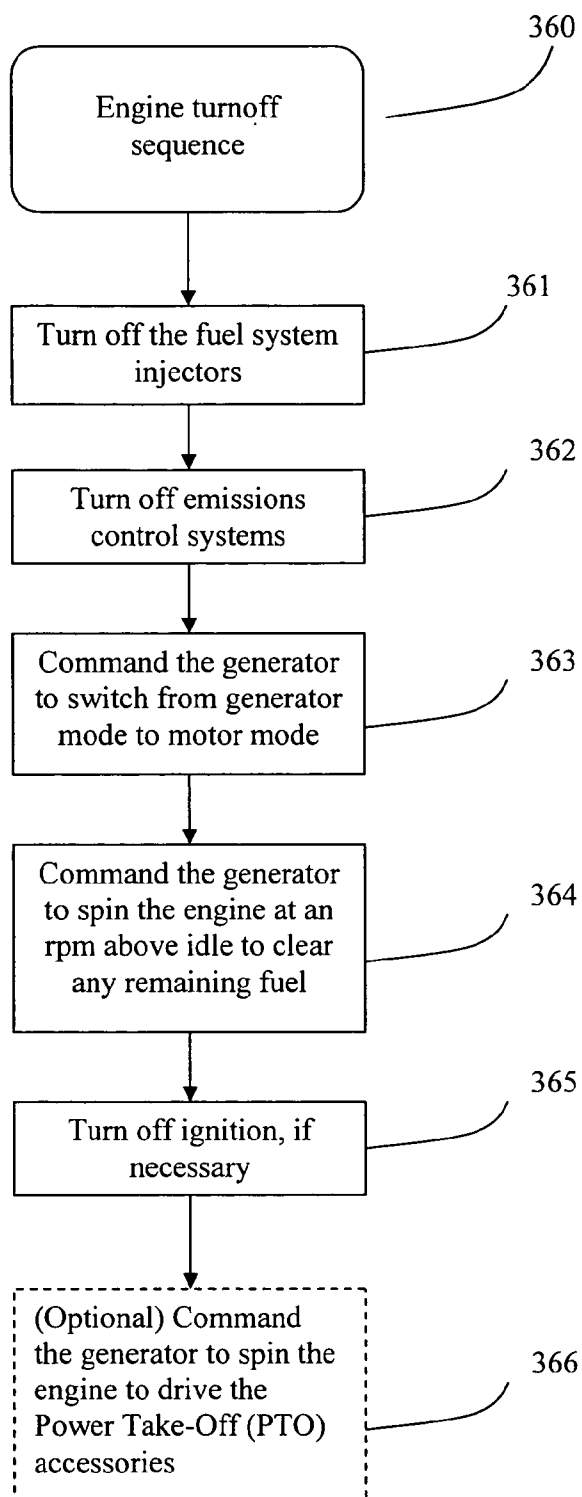 360
Engine turnoff
sequence
361
Turn off the fuel system
injectors
362
Turn off emissions
control systems
363
Command the generator
to switch from generator
mode to motor mode
364
Command the generator
to spin the engine at an
rpm above idle to clear
any remaining fuel
365
Turn off ignition, if
necessary
366
(Optional) Command
the generator to spin the
engine to drive the
Power Take-Off (PTO)
accessories